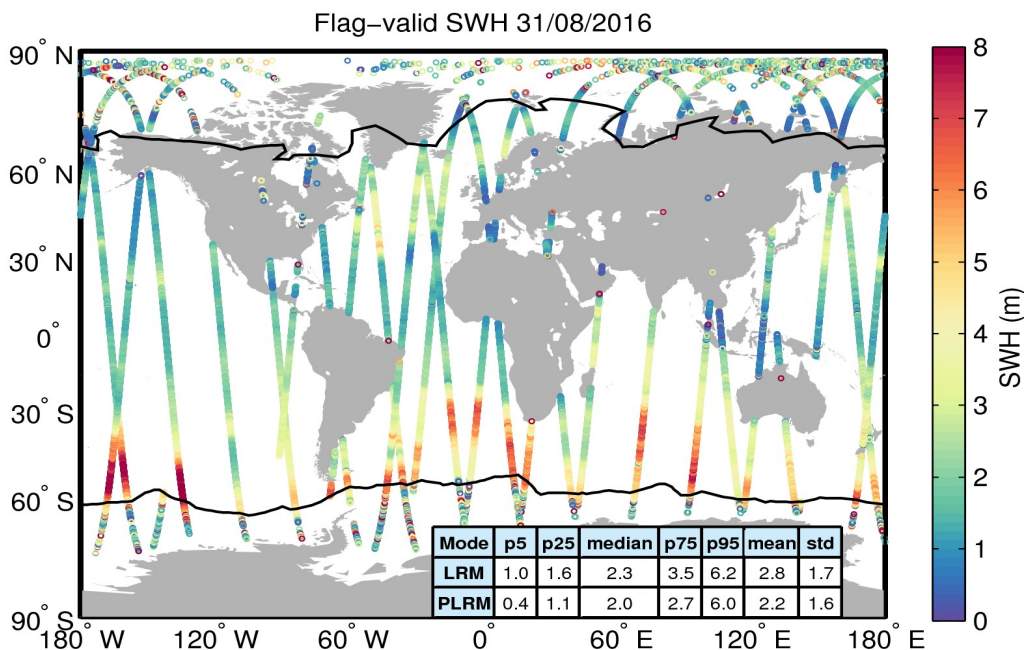 Flag−valid SWH 31/08/2016
90° N
60° N
30° N
0°
30° S
60° S
90° S
180° W
120° W
60° W
0°
60° E
120° E
180° E
Mode p5 p25 median p75 p95 mean std
LRM 1.0 1.6 2.3 3.5 6.2 2.8 1.7
PLRM 0.4 1.1 2.0 2.7 6.0 2.2 1.6
8
7
6
5
4
3
2
1
0
SWH (m)